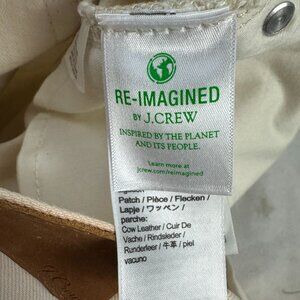 RE-IMAGINED
BY J.CREW
INSPIRED BY THE PLANET
AND ITS PEOPLE.
Learn more at
jcrew.com/reimagined
Patch / Piece / Flecken /
Lapje / ワッペン /
parche:
Cow Leather / Cuir De
Vache / Rindsleder /
Runderleer / 牛革 / piel
vacuno